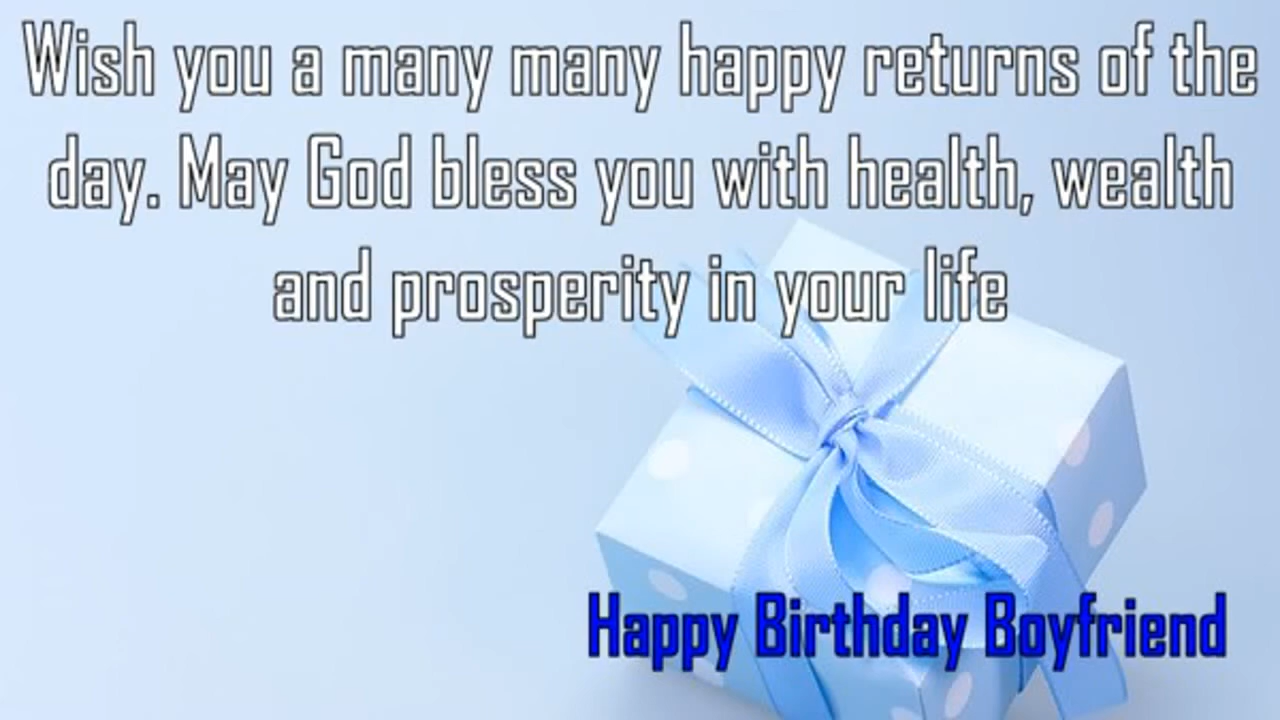 Wish you a many many happy returns of the
day. May God bless you with health, wealth
and prosperity in your life
Happy Birthday Boyfriend